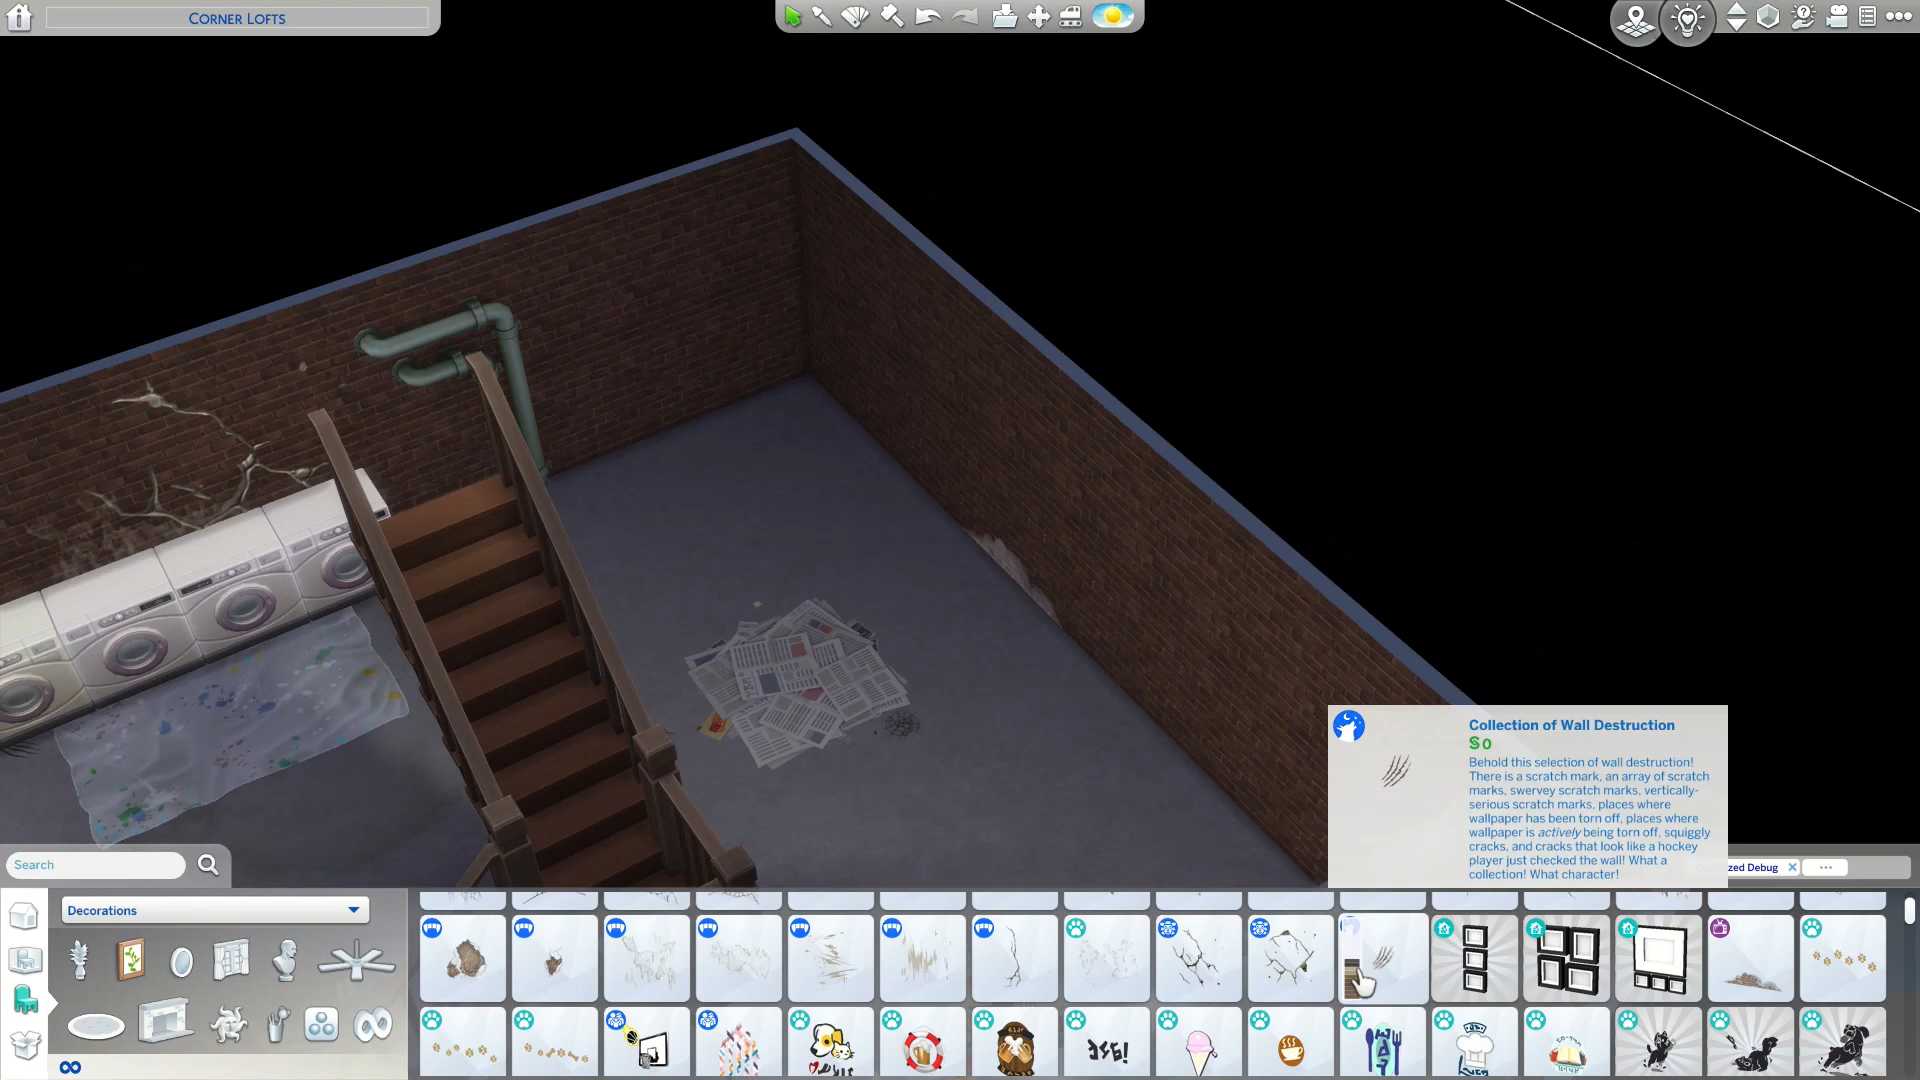 CORNER LOFTS
Collection of Wall Destruction
§0
Behold this selection of wall destruction!
There is a scratch mark, an array of scratch
marks, swervey scratch marks, vertically-
serious scratch marks, places where
wallpaper has been torn off, places where
wallpaper is actively being torn off, squiggly
cracks, and cracks that look like a hockey
player just checked the wall! What a
collection! What character!
Search
zed Debug
Decorations